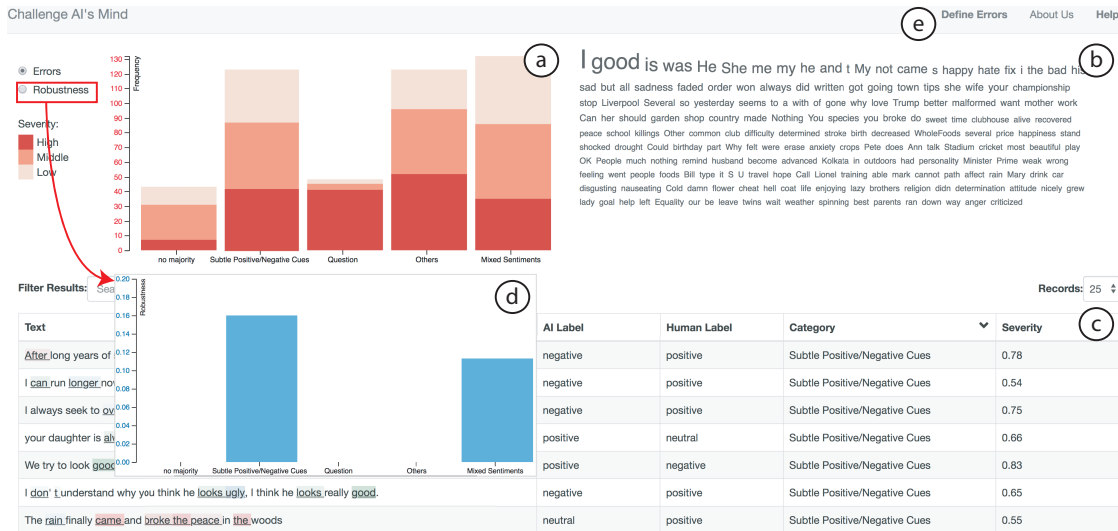 Challenge AI's Mind
Define Errors About Us Help
e
Errors
Robustness
Severity:
High
Middle
Low
Frequency
130
120
110
100
90
80
70
60
50
40
30
20
10
0
no majority Subtle Positive/Negative Cues Question Others Mixed Sentiments
a
I good is was He She me my he and t My not came s happy hate fix i the bad his
b
sad but all sadness faded order won always did written got going town tips she wife your championship
stop Liverpool Several so yesterday seems to a with of gone why love Trump better malformed want mother work
Can her should garden shop country made Nothing You species you broke do sweet time clubhouse alive recovered
peace school killings Other common club difficulty determined stroke birth decreased WholeFoods several price happiness stand
shocked drought Could birthday part Why felt were erase anxiety crops Pete does Ann talk Stadium cricket most beautiful play
OK People much nothing remind husband become advanced Kolkata in outdoors had personality Minister Prime weak wrong
feeling went people foods Bill type it S U travel hope Call Lionel training able mark cannot path affect rain Mary drink car
disgusting nauseating Cold damn flower cheat hell coat life enjoying lazy brothers religion didn determination attitude nicely grew
lady goal help left Equality our be leave twins wait weather spinning best parents ran down way anger criticized
Filter Results: Sea
Records: 25
Robustness
0.20
0.18
0.16
0.14
0.12
0.10
0.08
0.06
0.04
0.02
0.00
no majority Subtle Positive/Negative Cues Question Others Mixed Sentiments
d
Text AI Label Human Label Category Severity
c
After long years of negative positive Subtle Positive/Negative Cues 0.78
I can run longer now negative positive Subtle Positive/Negative Cues 0.54
I always seek to ov negative positive Subtle Positive/Negative Cues 0.75
your daughter is alw positive neutral Subtle Positive/Negative Cues 0.66
We try to look good positive negative Subtle Positive/Negative Cues 0.83
I don' t understand why you think he looks ugly, I think he looks really good. negative positive Subtle Positive/Negative Cues 0.65
The rain finally came and broke the peace in the woods neutral positive Subtle Positive/Negative Cues 0.55